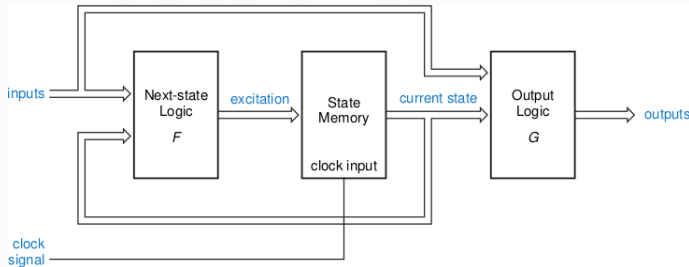 inputs
Next-state
Logic
F
excitation
State
Memory
clock input
current state
Output
Logic
G
outputs
clock
signal